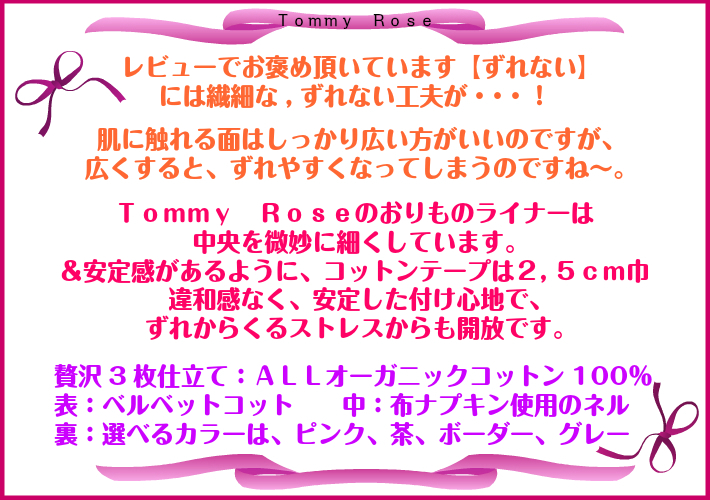 Tommy Rose
レビューでお褒め頂いています【ずれない】
には繊細な，ずれない工夫が・・・！
肌に触れる面はしっかり広い方がいいのですが、
広くすると、ずれやすくなってしまうのですね～。
Ｔｏｍｍｙ　Ｒｏｓｅのおりものライナーは
中央を微妙に細くしています。
＆安定感があるように、コットンテープは２，５ｃｍ巾
違和感なく、安定した付け心地で、
ずれからくるストレスからも開放です。
贅沢３枚仕立て：ＡＬＬオーガニックコットン１００％
表：ベルベットコット　　中：布ナプキン使用のネル
裏：選べるカラーは、ピンク、茶、ボーダー、グレー